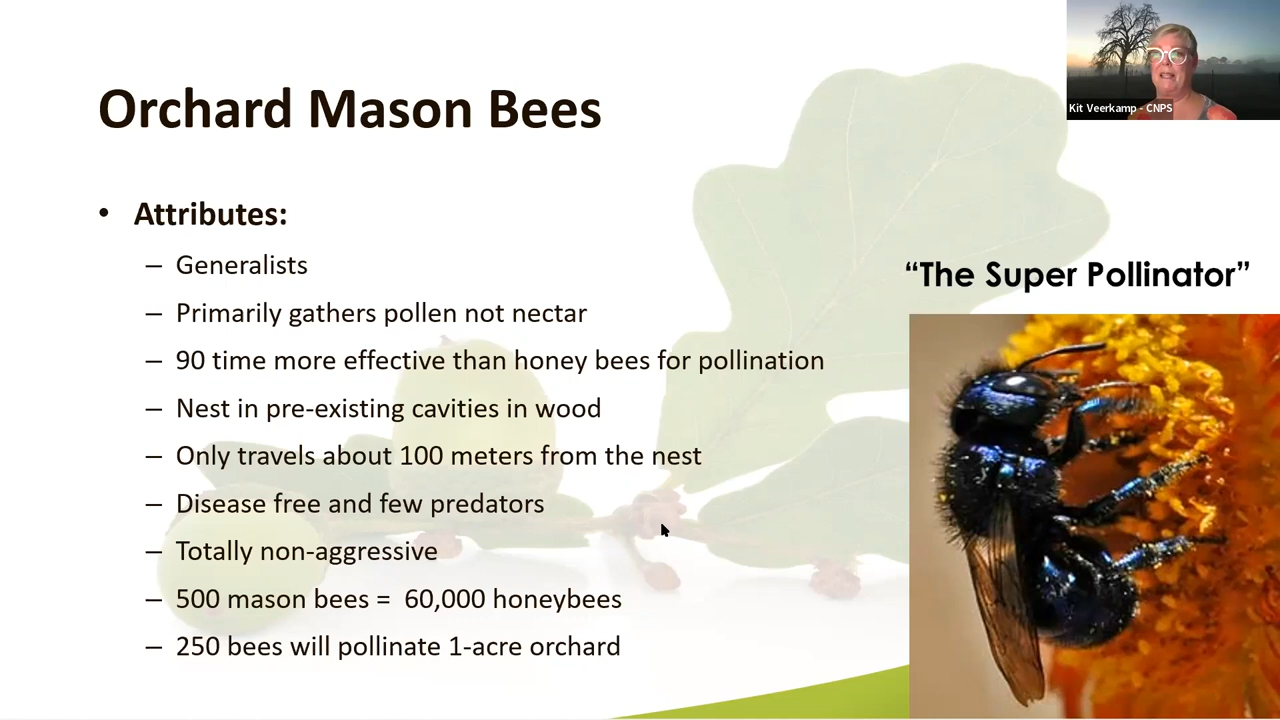 Orchard Mason Bees
Kit Veerkamp - CNPS
• Attributes:
– Generalists
– Primarily gathers pollen not nectar
– 90 time more effective than honey bees for pollination
– Nest in pre-existing cavities in wood
– Only travels about 100 meters from the nest
– Disease free and few predators
– Totally non-aggressive
– 500 mason bees =  60,000 honeybees
– 250 bees will pollinate 1-acre orchard
“The Super Pollinator”